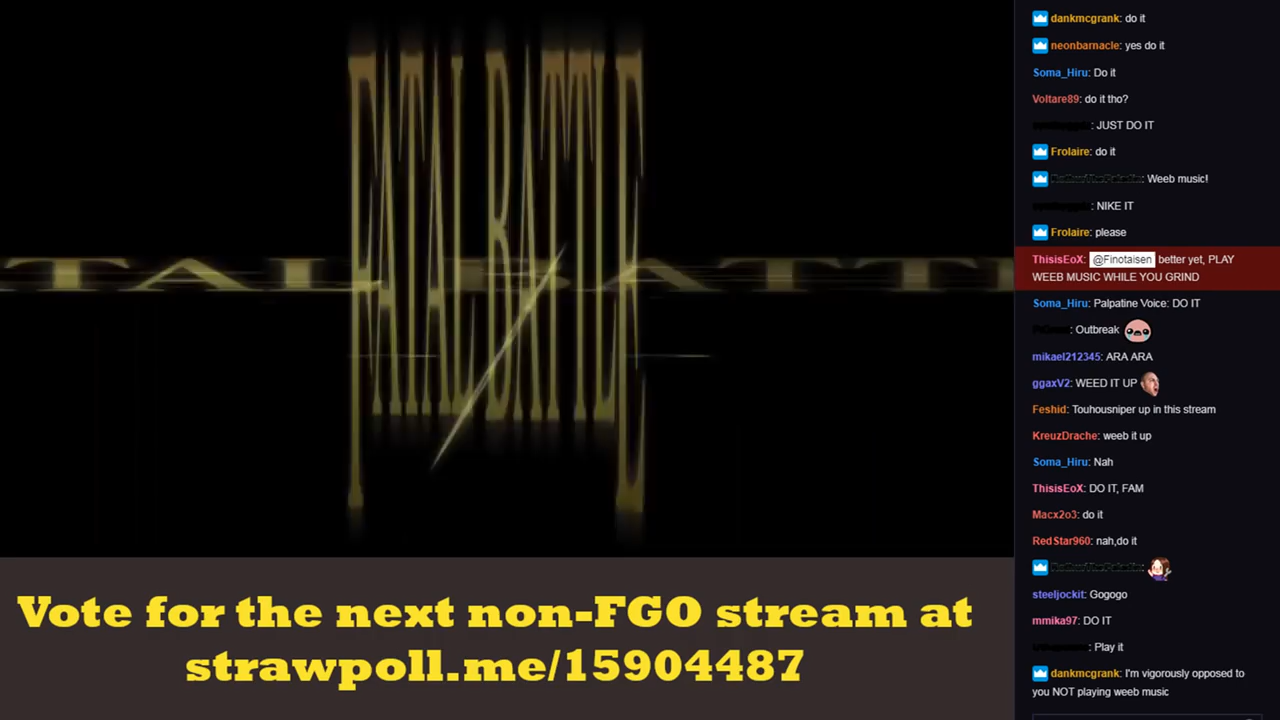 FATAL BATTLE
TAL BATTL
Vote for the next non-FGO stream at
strawpoll.me/15904487
dankmcgrank: do it
neonbarnacle: yes do it
Soma_Hiru: Do it
Voltare89: do it tho?
: JUST DO IT
Frolaire: do it
: Weeb music!
: NIKE IT
Frolaire: please
ThisisEoX: @Finotaisen better yet, PLAY
WEEB MUSIC WHILE YOU GRIND
Soma_Hiru: Palpatine Voice: DO IT
: Outbreak
mikael212345: ARA ARA
ggaxV2: WEED IT UP
Feshid: Touhousniper up in this stream
KreuzDrache: weeb it up
Soma_Hiru: Nah
ThisisEoX: DO IT, FAM
Macx2o3: do it
RedStar960: nah,do it
:
steeljockit: Gogogo
mmika97: DO IT
: Play it
dankmcgrank: I'm vigorously opposed to
you NOT playing weeb music